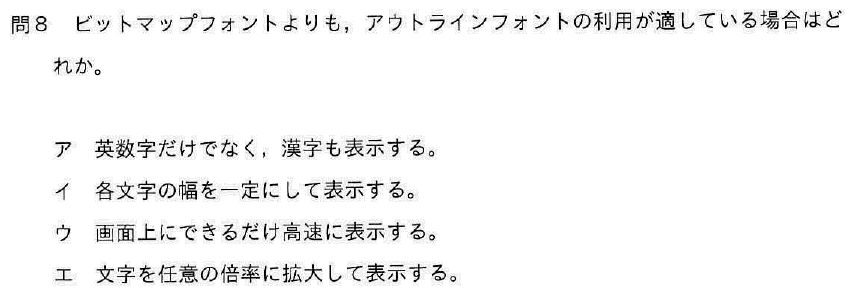 問8 ビットマップフォントよりも，アウトラインフォントの利用が適している場合はど
れか。
ア 英数字だけでなく，漢字も表示する。
イ 各文字の幅を一定にして表示する。
ウ 画面上にできるだけ高速に表示する。
エ 文字を任意の倍率に拡大して表示する。